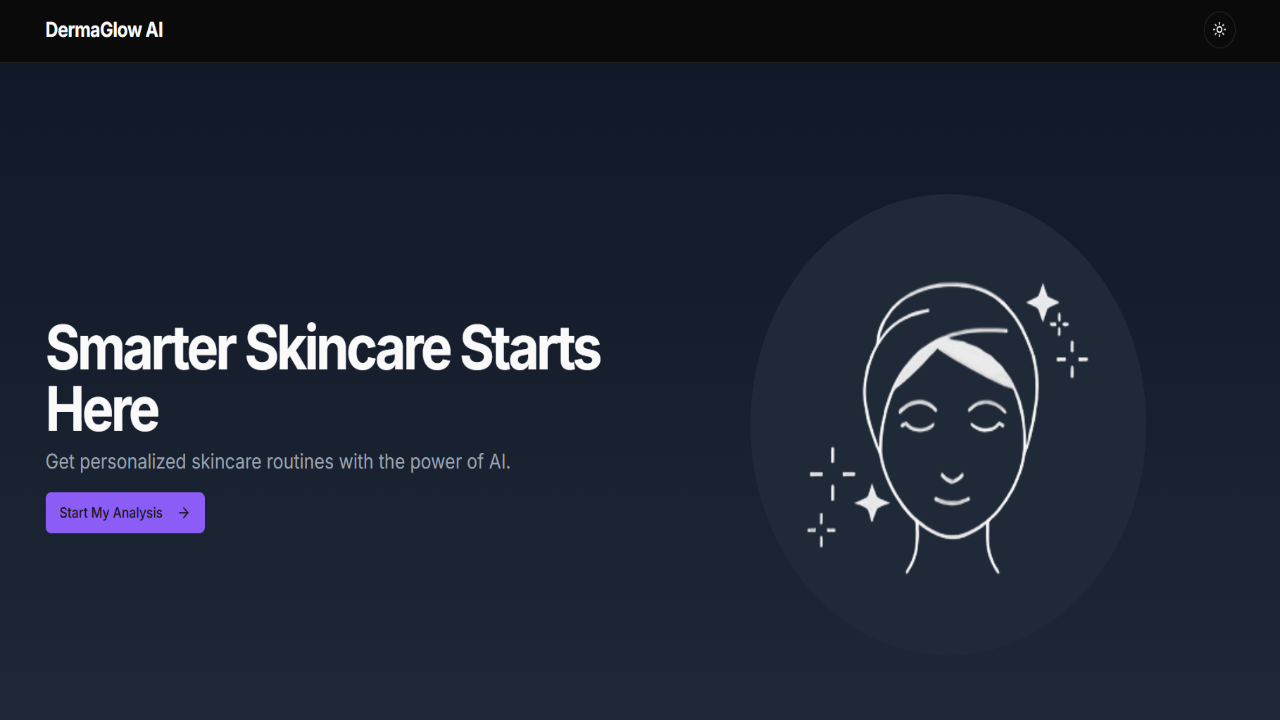 DermaGlow AI
Smarter Skincare Starts
Here
Get personalized skincare routines with the power of AI.
Start My Analysis